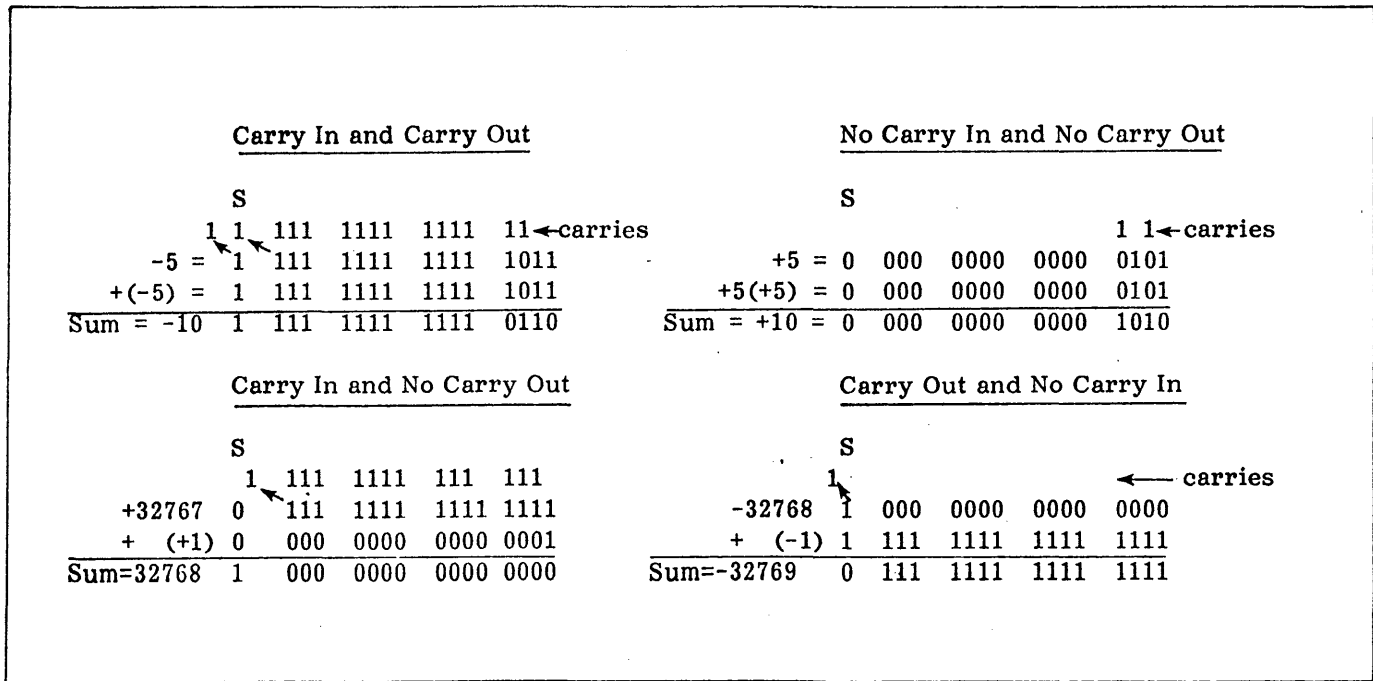 Carry In and Carry Out
S
1 1 111 1111 1111 11←carries
-5 = 1 111 1111 1111 1011
+(-5) = 1 111 1111 1111 1011
Sum = -10 1 111 1111 1111 0110
No Carry In and No Carry Out
S
1 1←carries
+5 = 0 000 0000 0000 0101
+5(+5) = 0 000 0000 0000 0101
Sum = +10 = 0 000 0000 0000 1010
Carry In and No Carry Out
S
1 111 1111 111 111
+32767 0 111 1111 1111 1111
+ (+1) 0 000 0000 0000 0001
Sum=32768 1 000 0000 0000 0000
Carry Out and No Carry In
S
1 ← carries
-32768 1 000 0000 0000 0000
+ (-1) 1 111 1111 1111 1111
Sum=-32769 0 111 1111 1111 1111